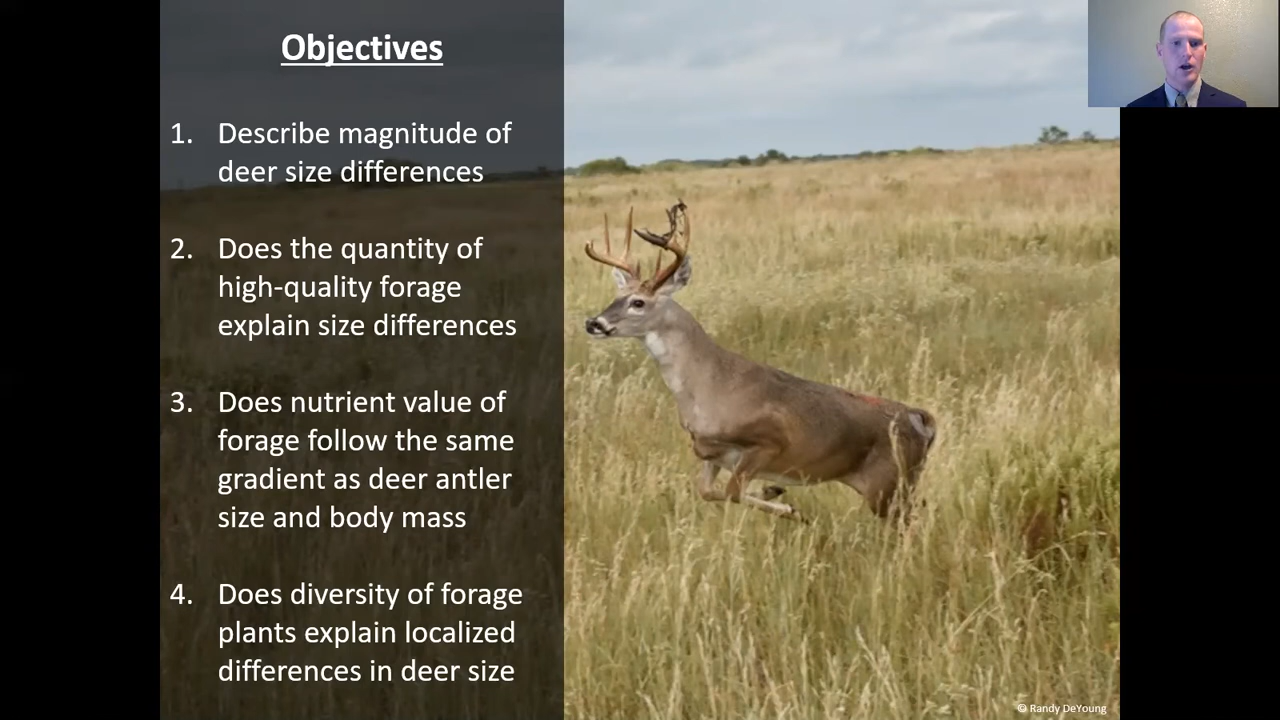 Objectives
1. Describe magnitude of
deer size differences
2. Does the quantity of
high-quality forage
explain size differences
3. Does nutrient value of
forage follow the same
gradient as deer antler
size and body mass
4. Does diversity of forage
plants explain localized
differences in deer size
© Randy DeYoung